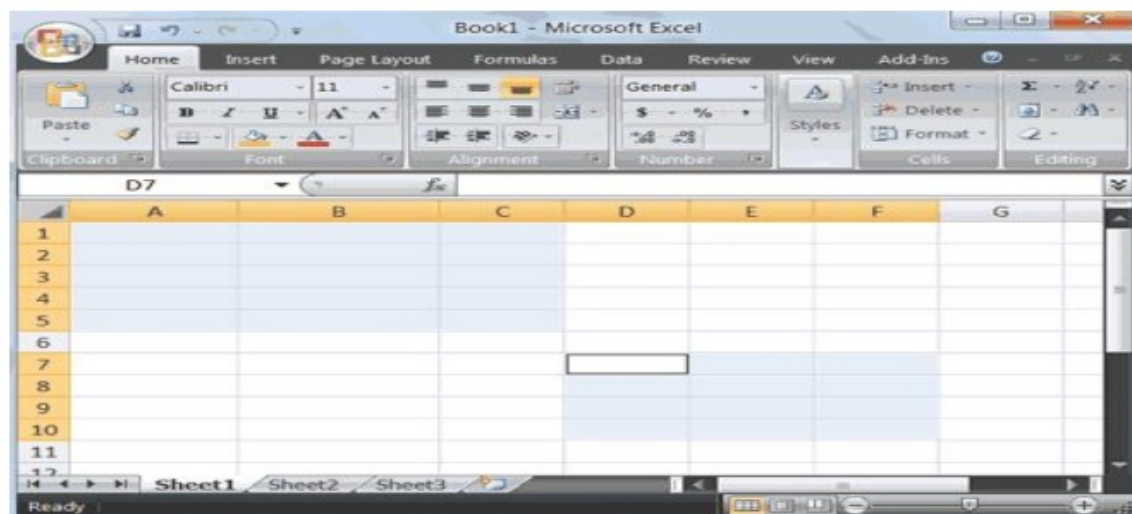 Book1 - Microsoft Excel
Home Insert Page Layout Formulas Data Review View Add-Ins
Calibri 11 General Insert
B I U A A $ % , Delete
Paste A Styles Format
Clipboard Font Alignment Number Cells Editing
D7 fx
A B C D E F G
1
2
3
4
5
6
7
8
9
10
11
12
Sheet1 Sheet2 Sheet3
Ready